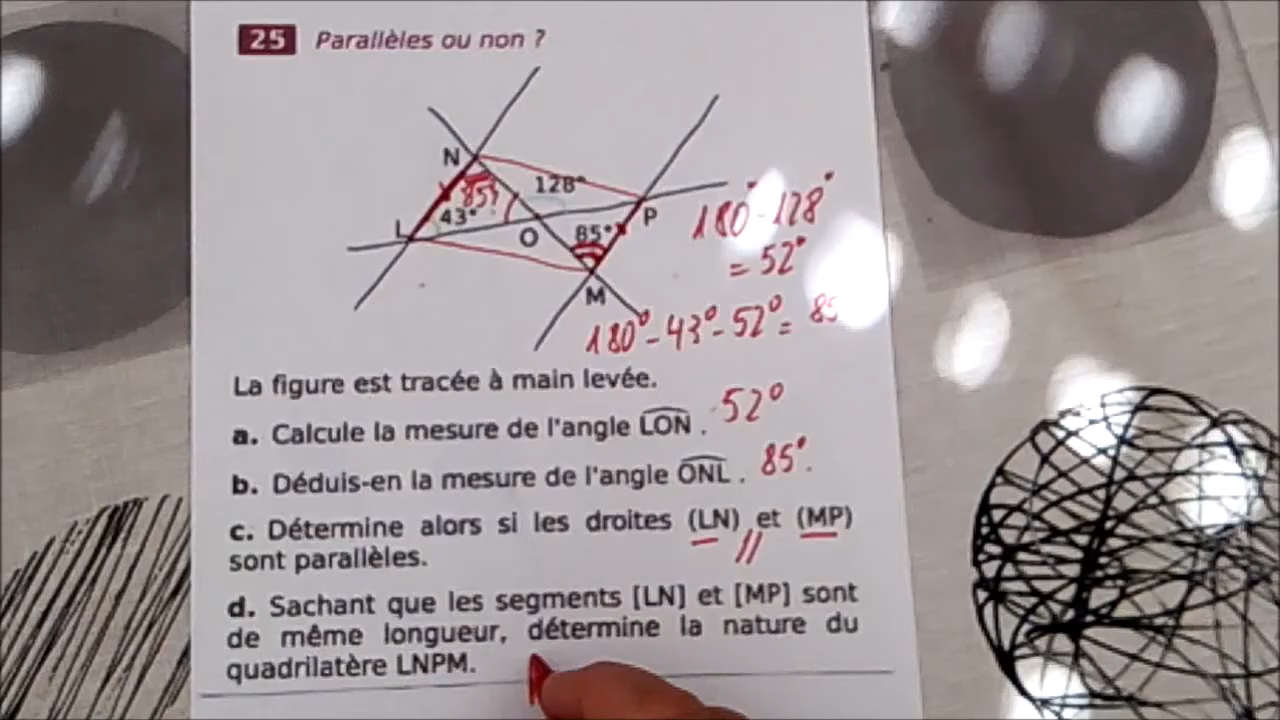 25 Parallèles ou non ?
N
128°
85°
43°
L
O
85°
P
M
180° - 128°
= 52°
180° - 43° - 52° =
La figure est tracée à main levée.
a. Calcule la mesure de l'angle LON . 52°
b. Déduis-en la mesure de l'angle ONL . 85°.
c. Détermine alors si les droites (LN) et (MP)
//
sont parallèles.
d. Sachant que les segments [LN] et [MP] sont
de même longueur, détermine la nature du
quadrilatère LNPM.